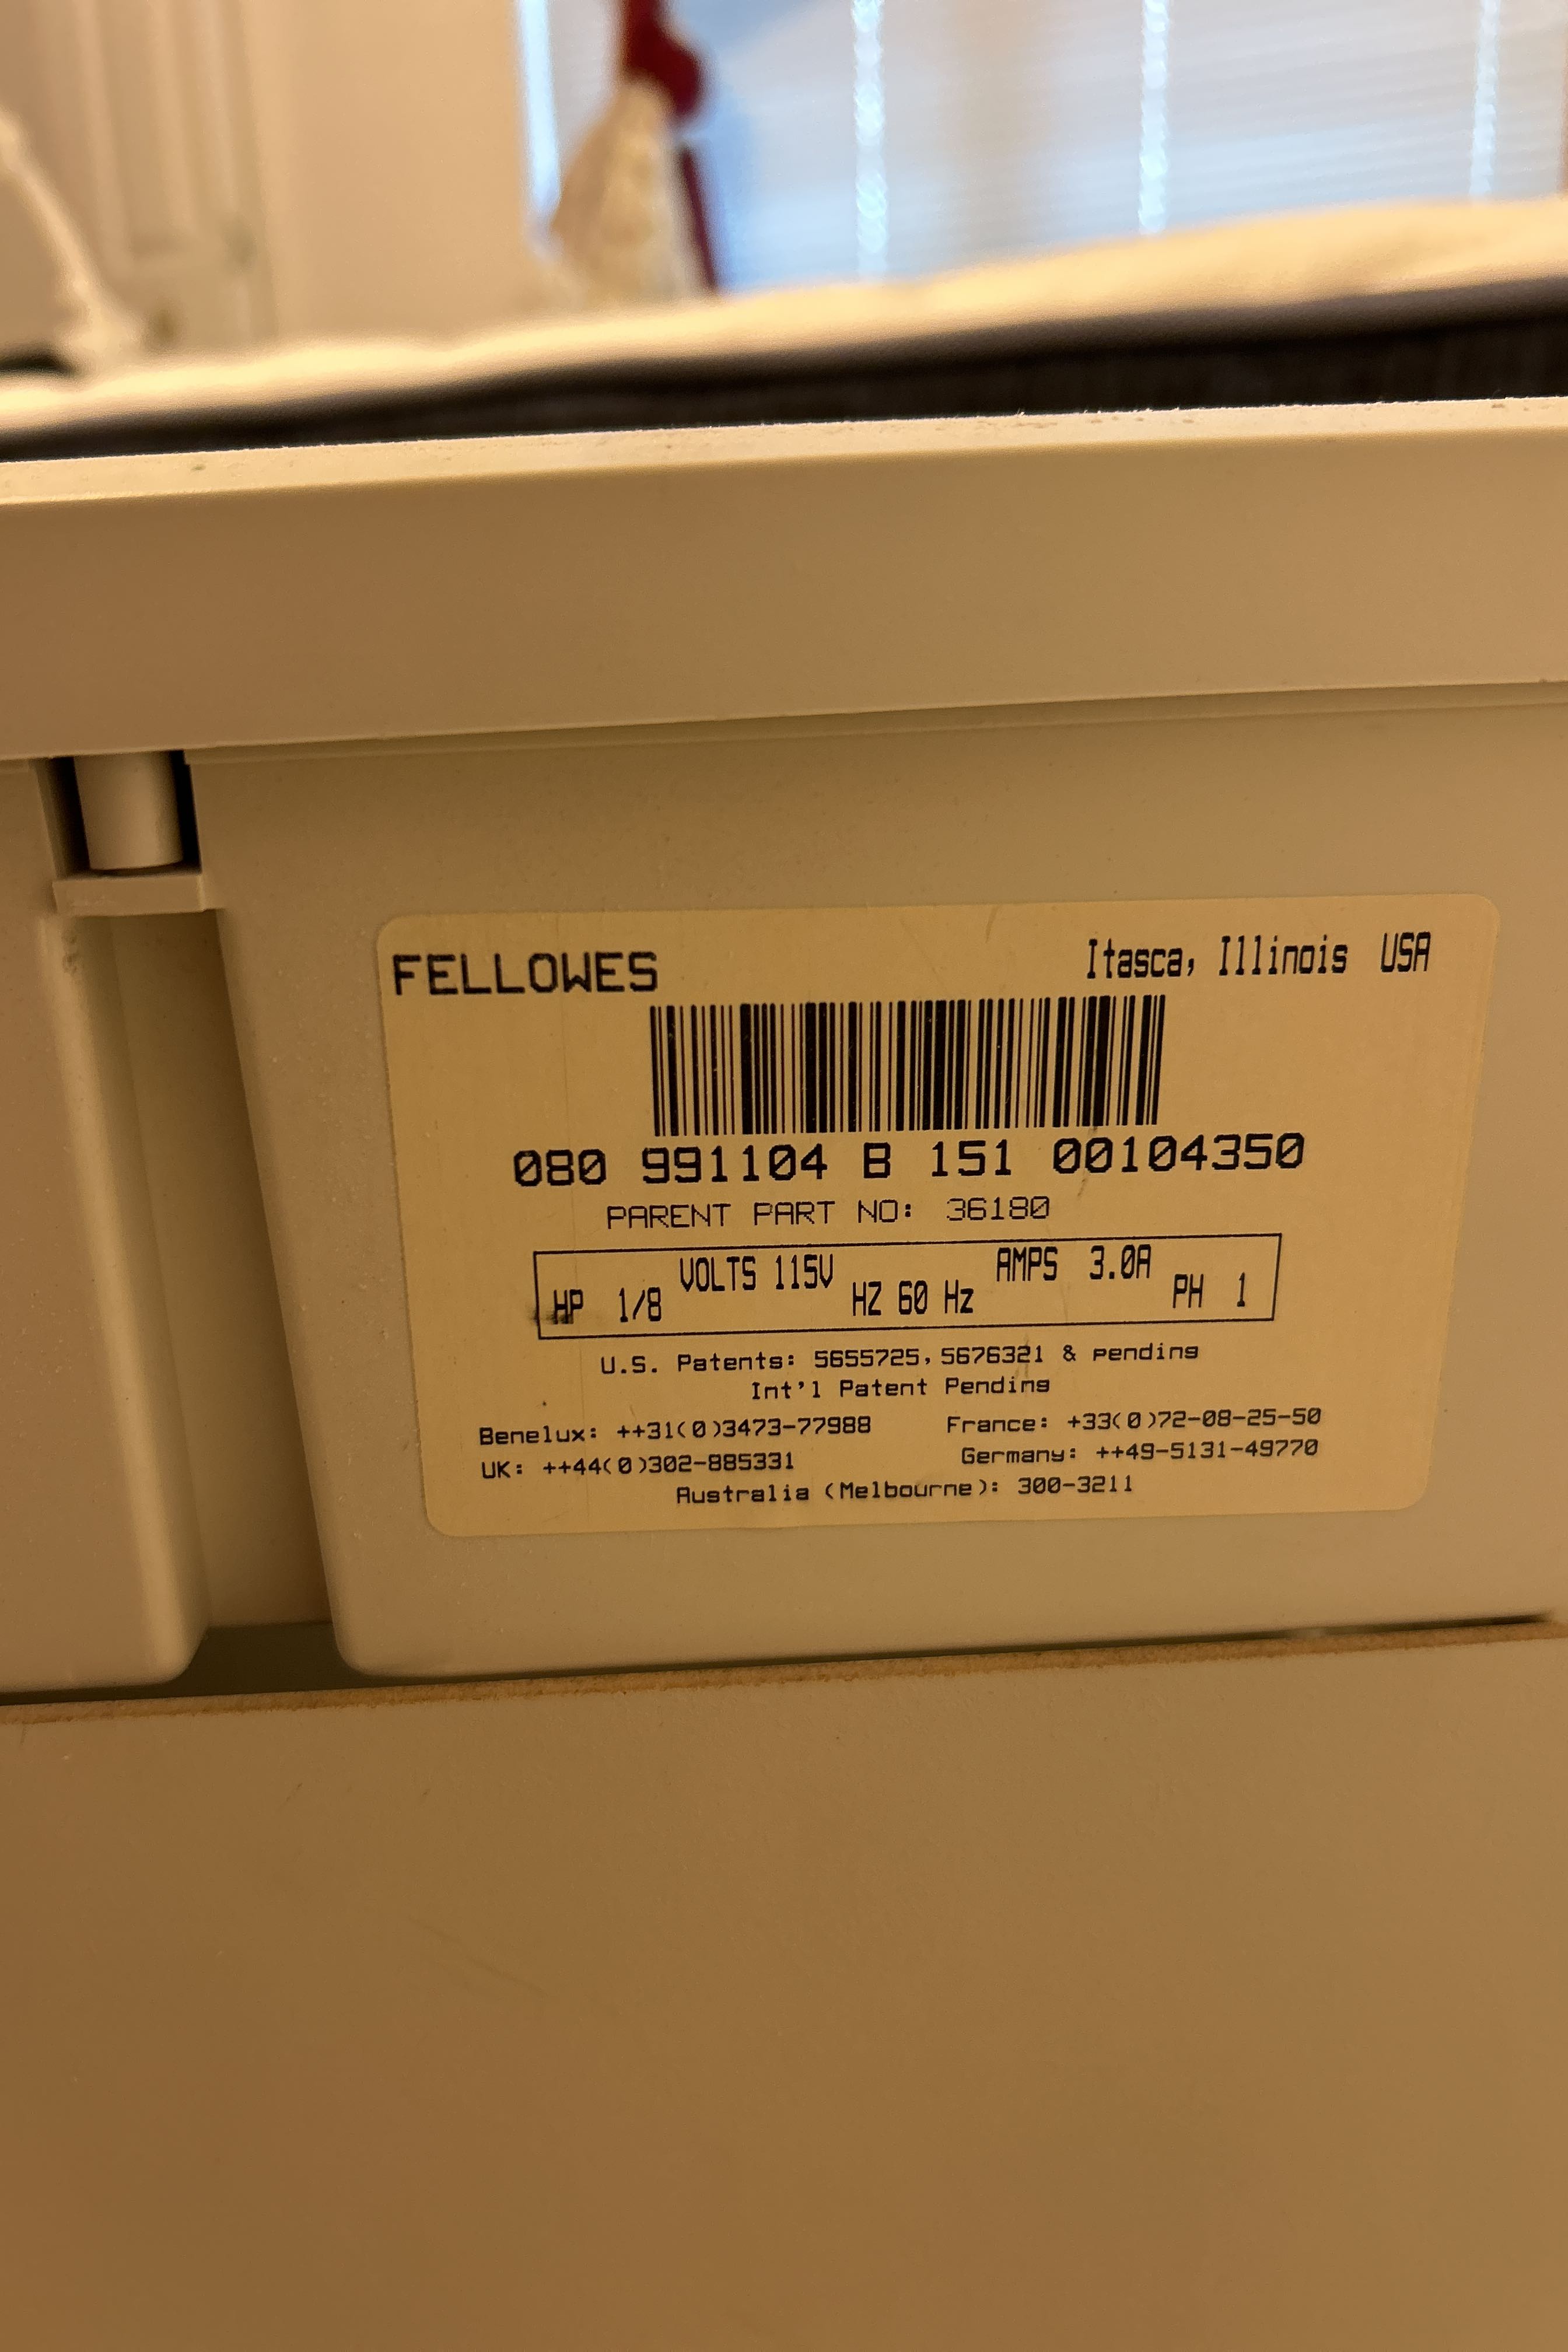 FELLOWES Itasca, Illinois USA
080 991104 B 151 00104350
PARENT PART NO: 36180
HP 1/8 VOLTS 115V HZ 60 Hz AMPS 3.0A PH 1
U.S. Patents: 5655725, 5676321 & pending
Int'l Patent Pending
Benelux: ++31(0)3473-77988 France: +33(0)72-08-25-50
UK: ++44(0)302-885331 Germany: ++49-5131-49770
Australia (Melbourne): 300-3211